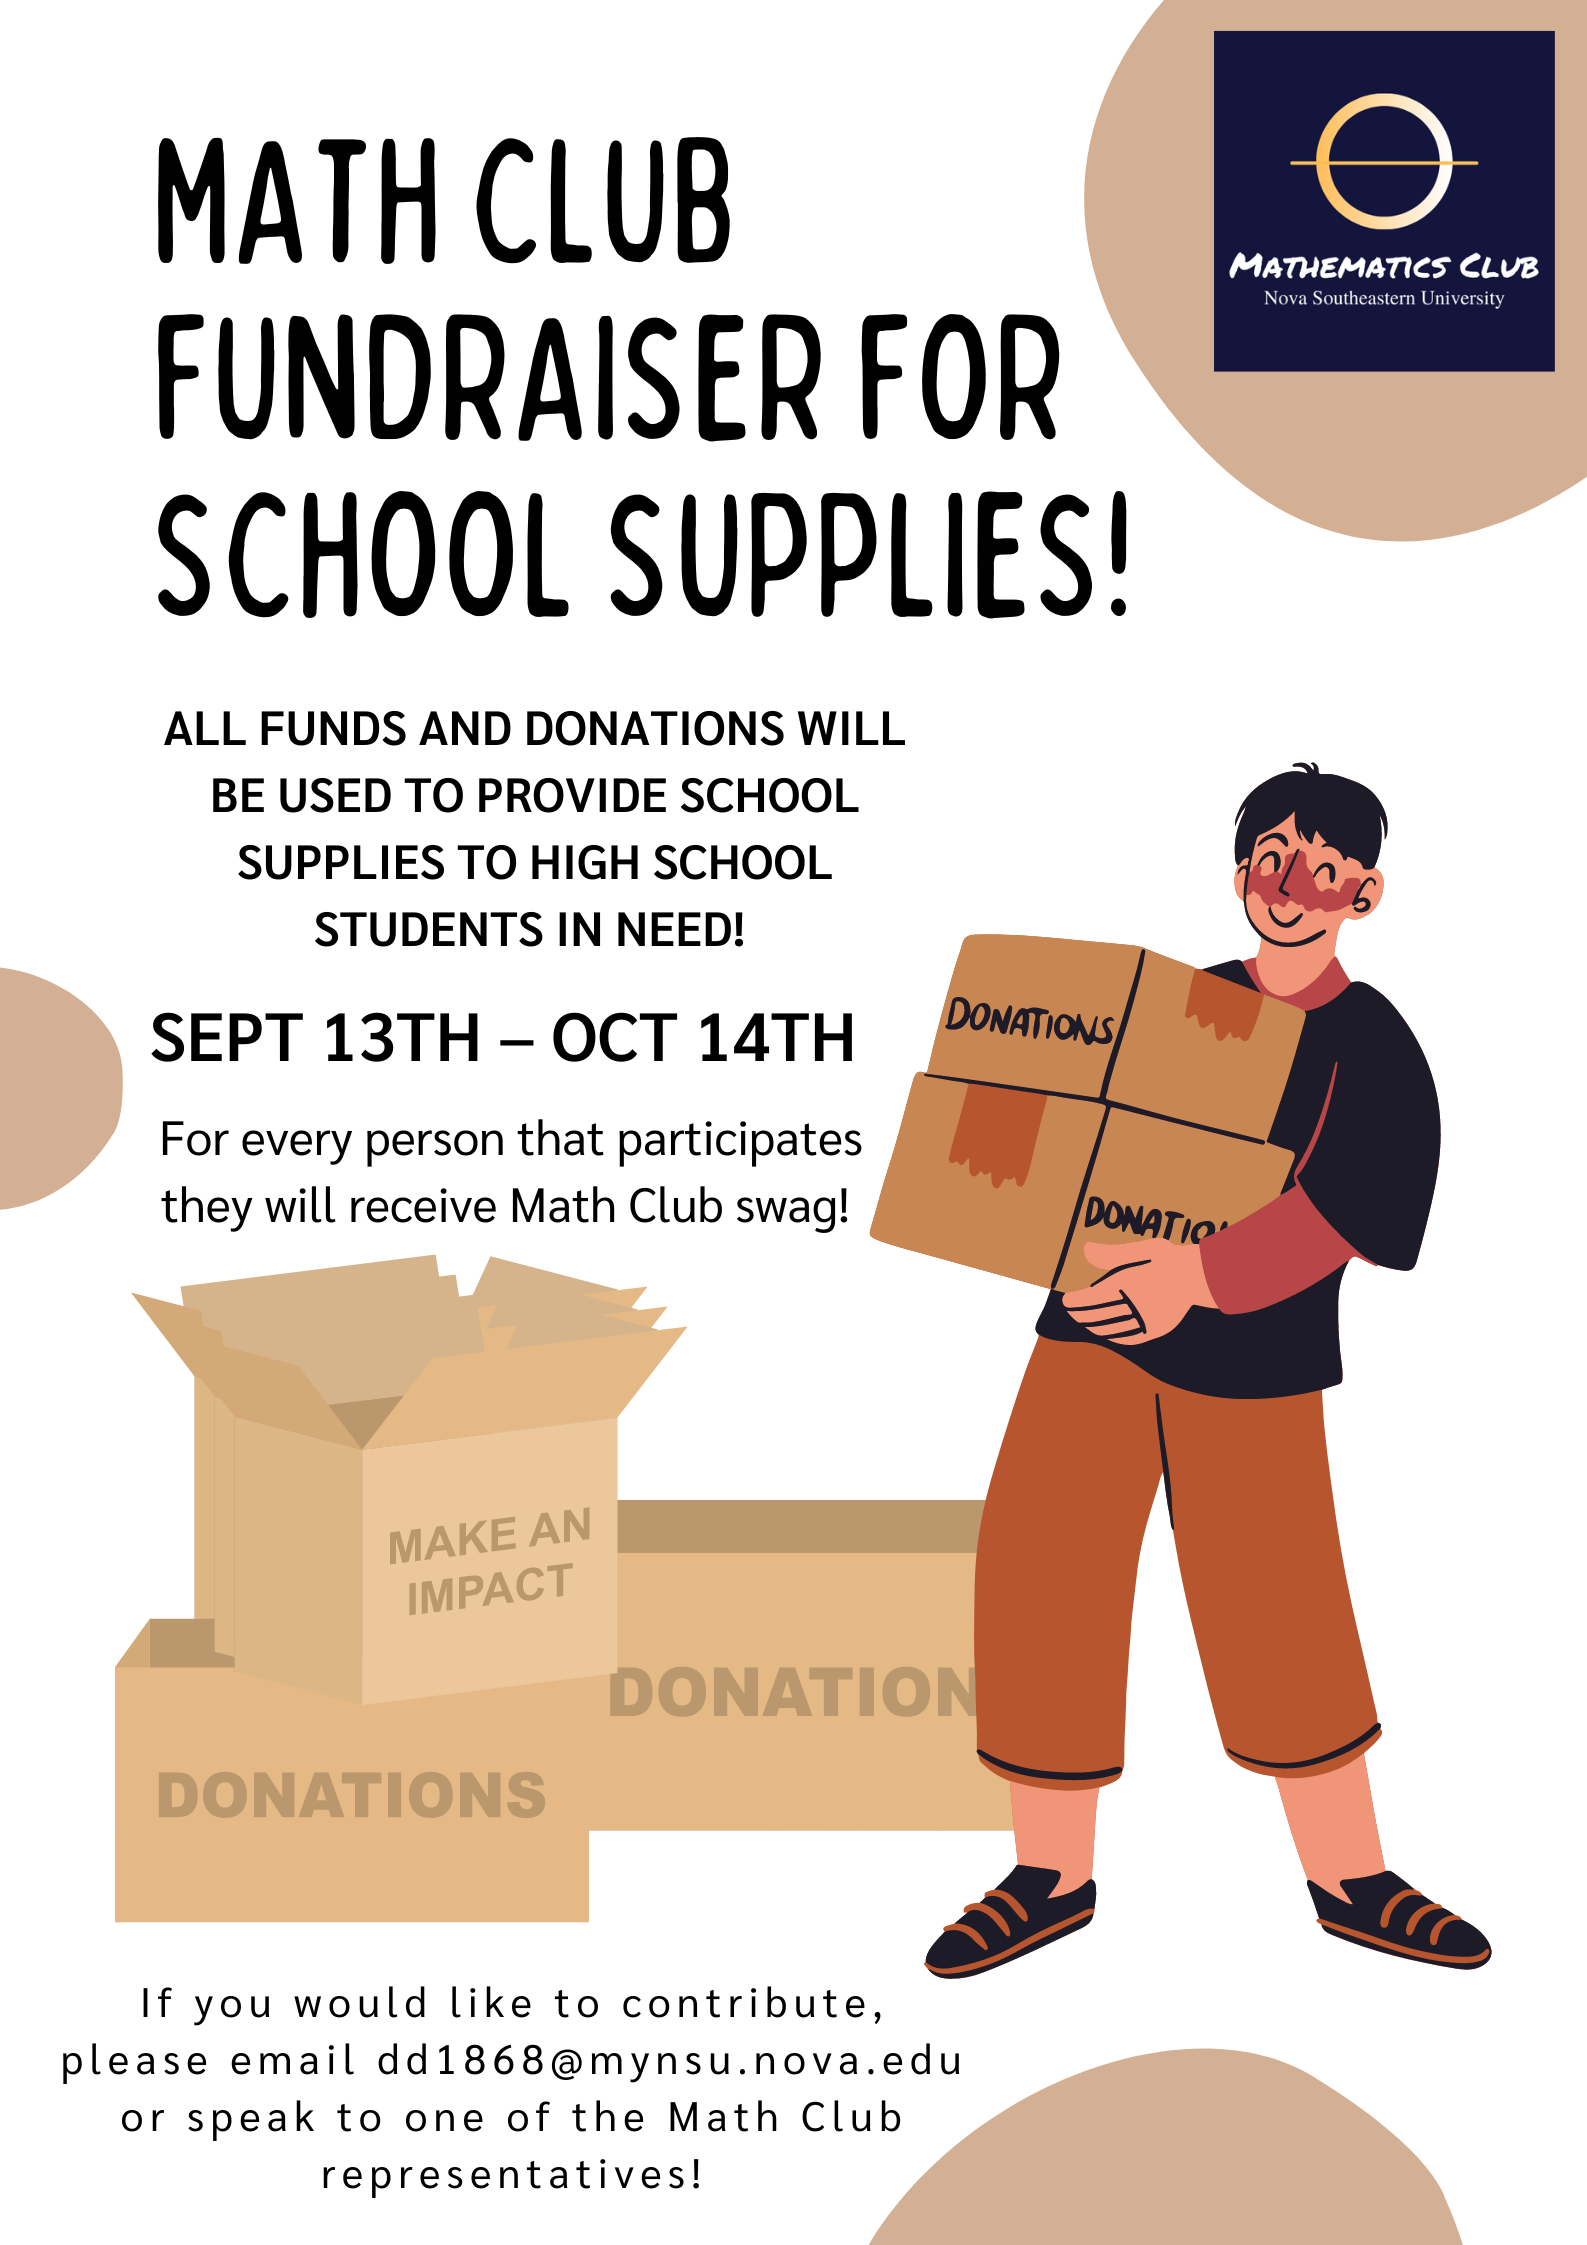 MATH CLUB
FUNDRAISER FOR
SCHOOL SUPPLIES!
MATHEMATICS CLUB
Nova Southeastern University
ALL FUNDS AND DONATIONS WILL
BE USED TO PROVIDE SCHOOL
SUPPLIES TO HIGH SCHOOL
STUDENTS IN NEED!
SEPT 13TH – OCT 14TH
For every person that participates
they will receive Math Club swag!
DONATIONS
DONATIO
MAKE AN
IMPACT
DONATION
DONATIONS
If you would like to contribute,
please email dd1868@mynsu.nova.edu
or speak to one of the Math Club
representatives!